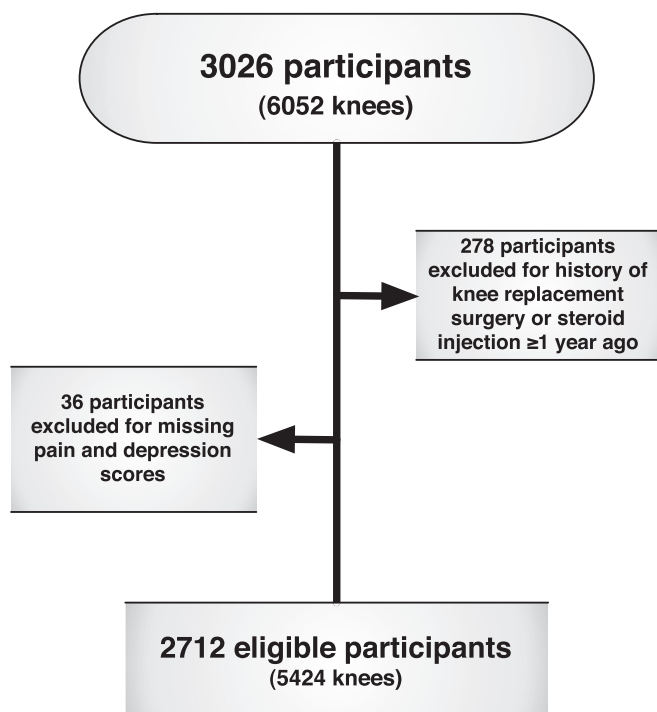 3026 participants
(6052 knees)
278 participants
excluded for history of
knee replacement
surgery or steroid
injection ≥1 year ago
36 participants
excluded for missing
pain and depression
scores
2712 eligible participants
(5424 knees)